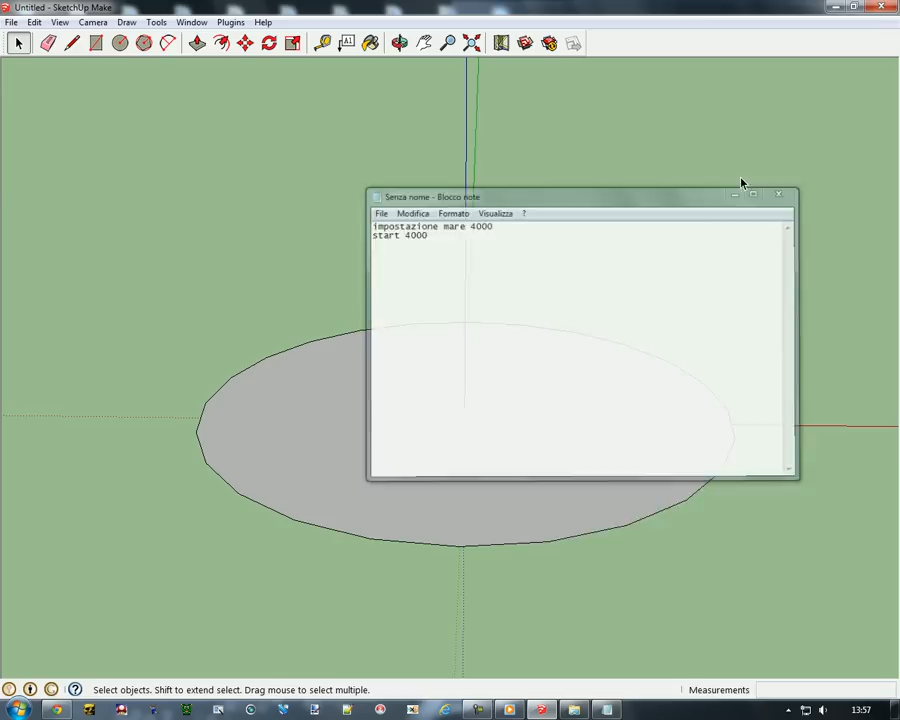 Untitled - SketchUp Make
File Edit View Camera Draw Tools Window Plugins Help
A1
Senza nome - Blocco note
File Modifica Formato Visualizza ?
impostazione mare 4000
start 4000
Select objects. Shift to extend select. Drag mouse to select multiple.
Measurements
13:57